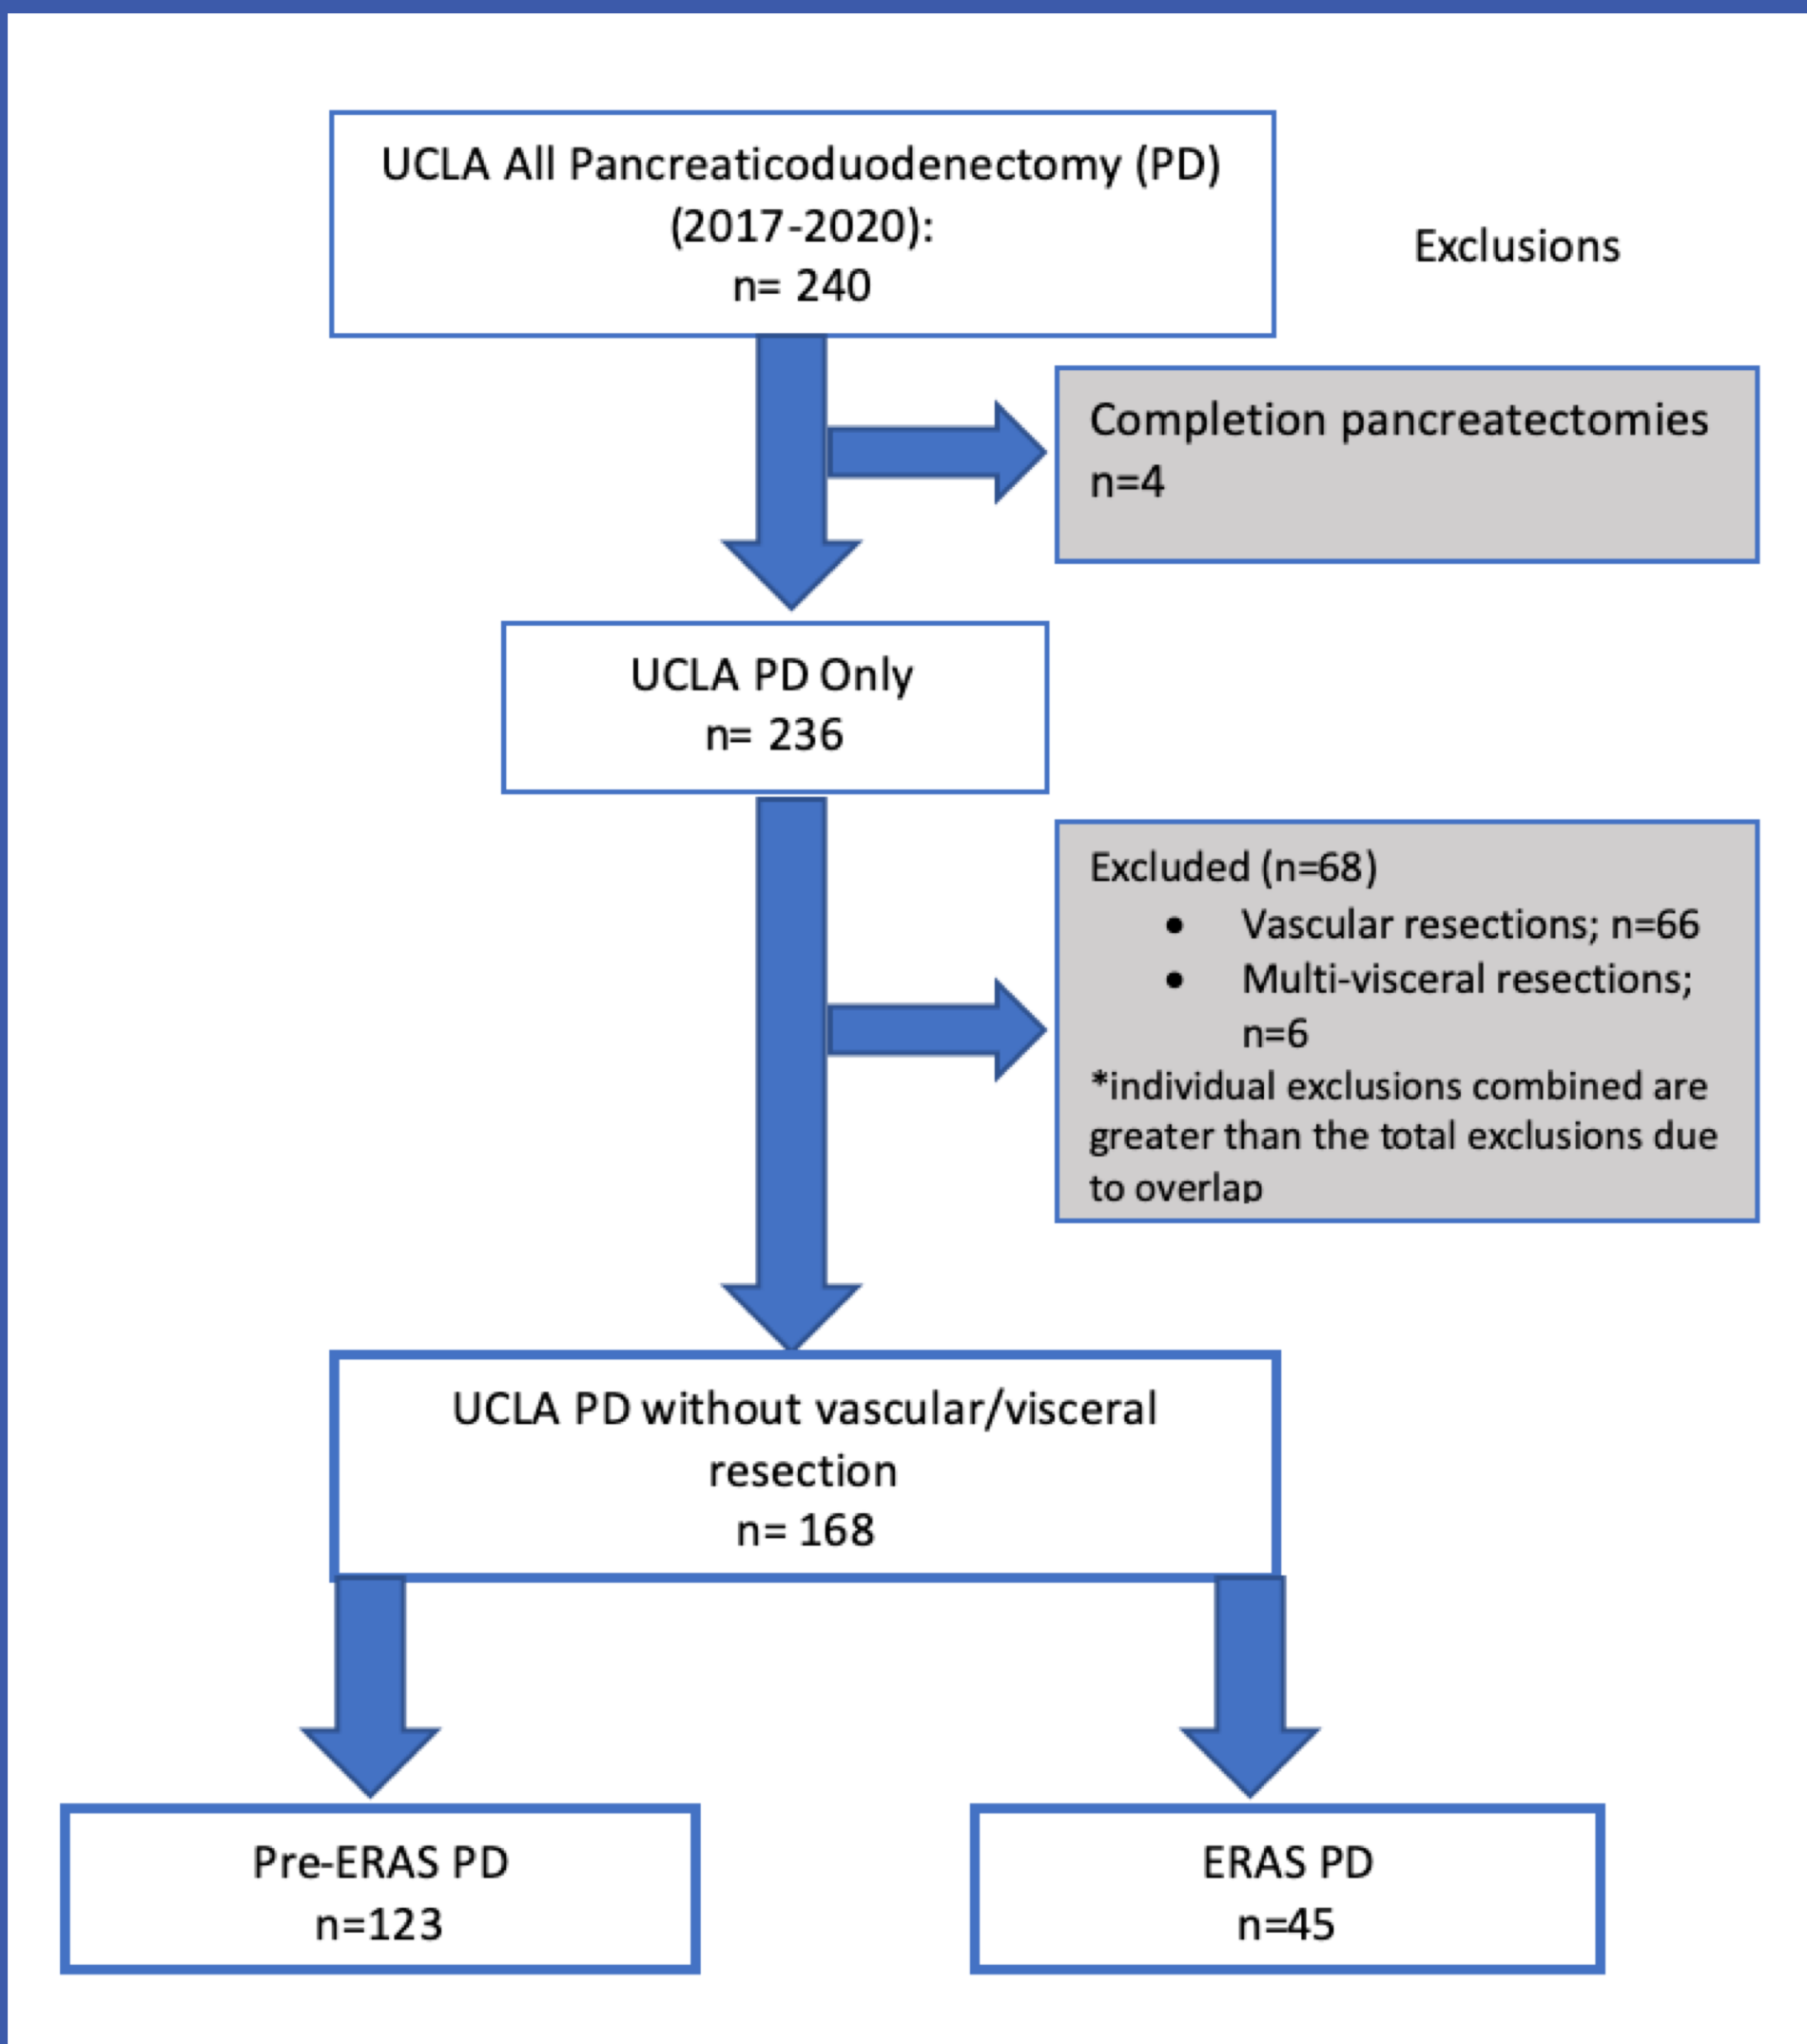 UCLA All Pancreaticoduodenectomy (PD)
(2017-2020):
n= 240
Exclusions
Completion pancreatectomies
n=4
UCLA PD Only
n= 236
Excluded (n=68)
• Vascular resections; n=66
• Multi-visceral resections;
n=6
*individual exclusions combined are
greater than the total exclusions due
to overlap
UCLA PD without vascular/visceral
resection
n= 168
Pre-ERAS PD
n=123
ERAS PD
n=45